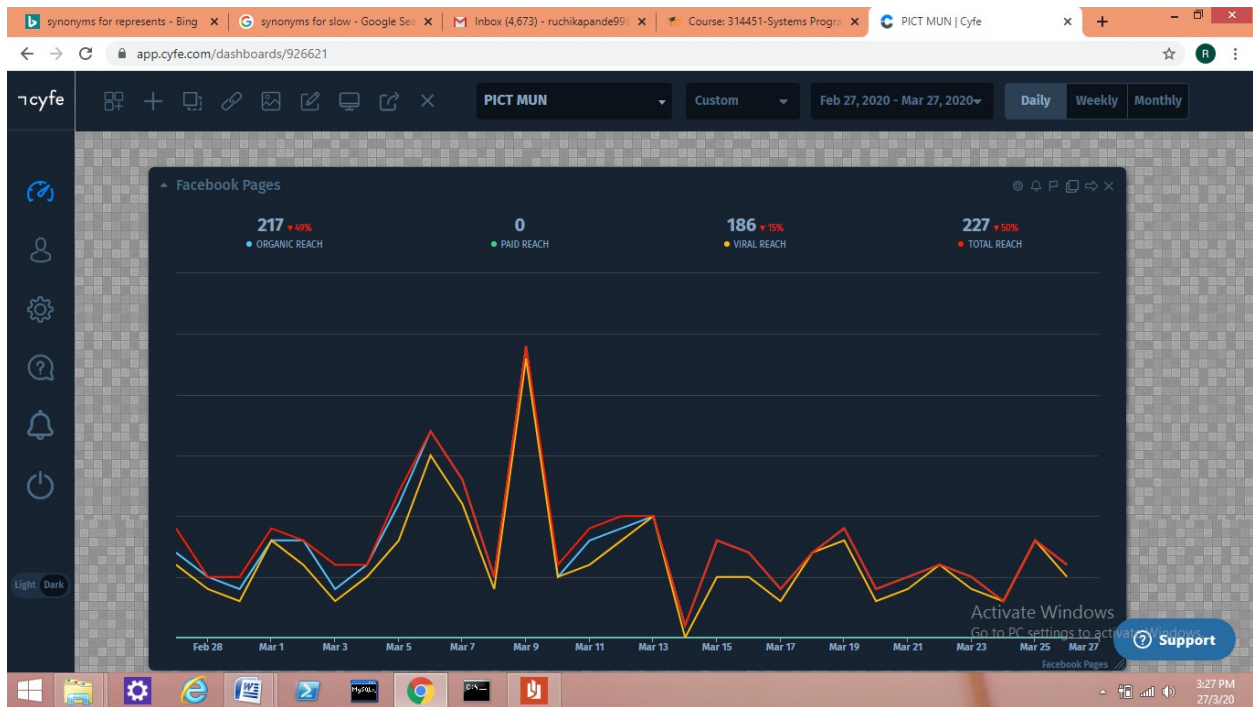 synonyms for represents - Bing
synonyms for slow - Google Sea
Inbox (4,673) - ruchikapande990
Course: 314451-Systems Progra
PICT MUN | Cyfe
app.cyfe.com/dashboards/926621
R
cyfe
PICT MUN
Custom
Feb 27, 2020 - Mar 27, 2020
Daily
Weekly
Monthly
Facebook Pages
217 ▼49%
ORGANIC REACH
0
PAID REACH
186 ▼15%
VIRAL REACH
227 ▼50%
TOTAL REACH
Light Dark
Feb 28 Mar 1 Mar 3 Mar 5 Mar 7 Mar 9 Mar 11 Mar 13 Mar 15 Mar 17 Mar 19 Mar 21 Mar 23 Mar 25 Mar 27
Activate Windows
Go to PC settings to activate Windows.
Support
Facebook Pages
3:27 PM
27/3/20